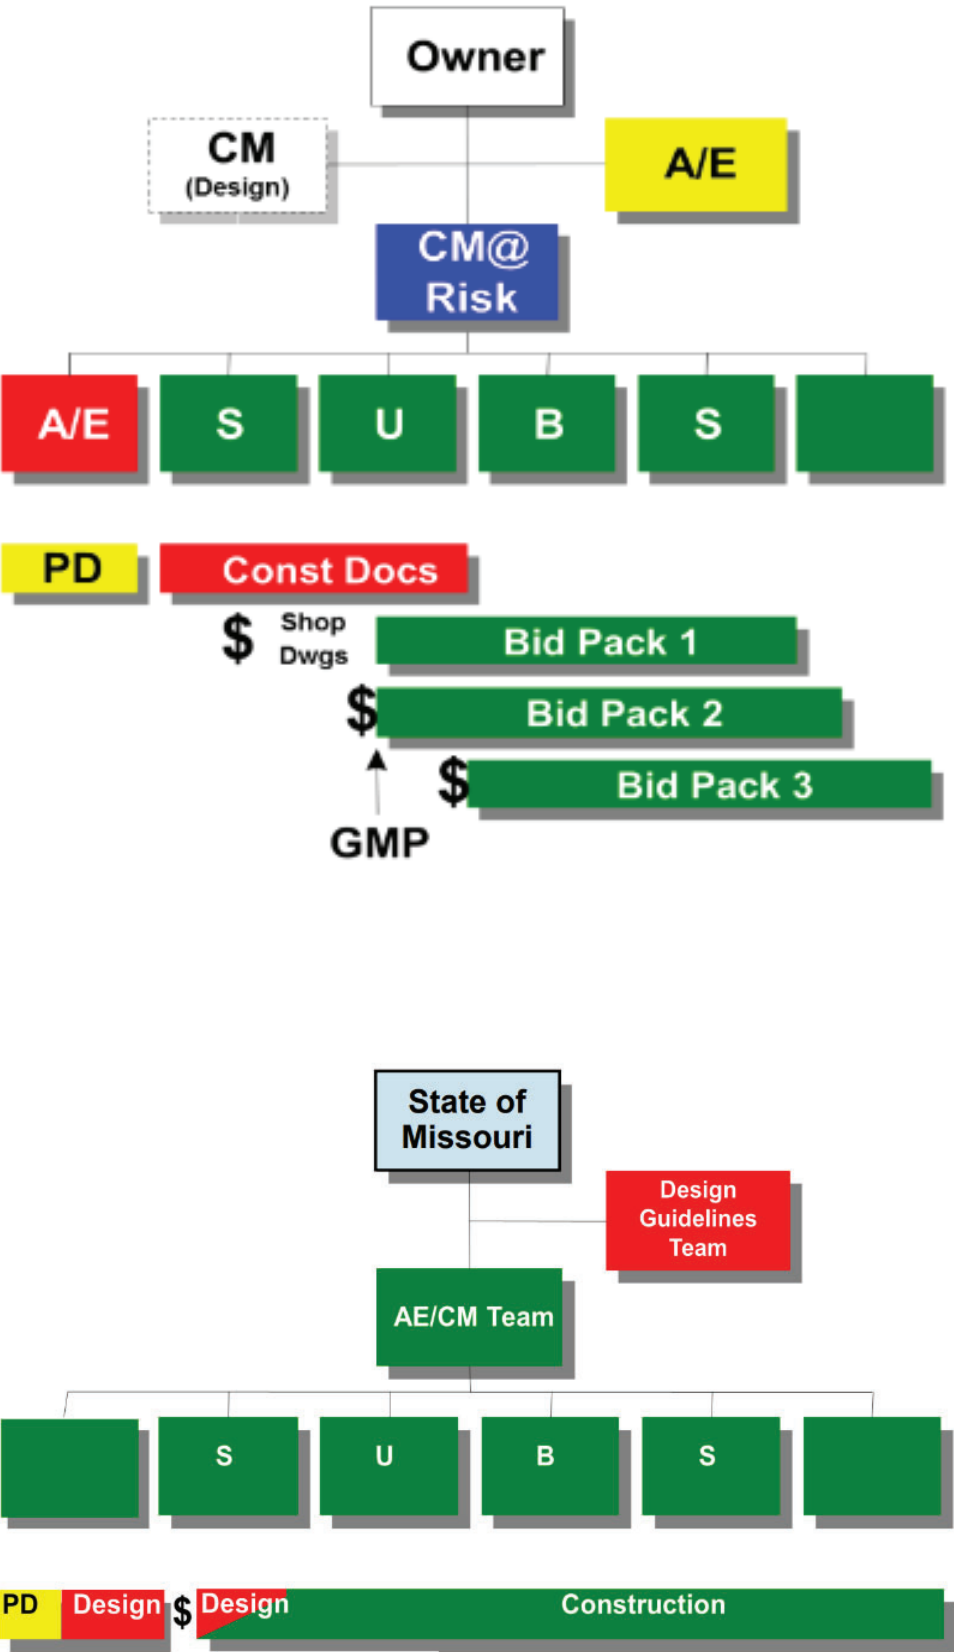 Owner
CM
(Design)
A/E
CM@
Risk
A/E S U B S
PD Const Docs
$ Shop
Dwgs
Bid Pack 1
$ Bid Pack 2
$ Bid Pack 3
GMP
State of
Missouri
Design
Guidelines
Team
AE/CM Team
S U B S
PD Design $ Design Construction